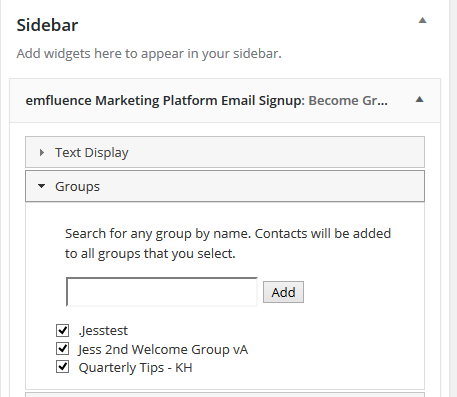 Sidebar
Add widgets here to appear in your sidebar.
emfluence Marketing Platform Email Signup: Become Gr...
Text Display
Groups
Search for any group by name. Contacts will be added
to all groups that you select.
Add
.Jesstest
Jess 2nd Welcome Group vA
Quarterly Tips - KH